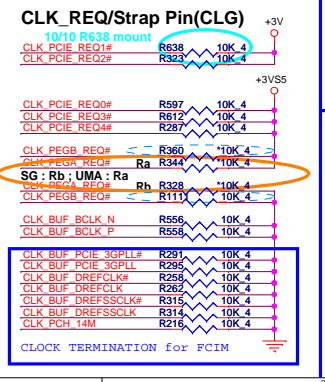 CLK_REQ/Strap Pin(CLG)
+3V
10/10 R638 mount
CLK_PCIE_REQ1# R638 10K_4
CLK_PCIE_REQ2# R323 10K_4
+3VS5
CLK_PCIE_REQ0# R597 10K_4
CLK_PCIE_REQ3# R612 10K_4
CLK_PCIE_REQ4# R287 10K_4
CLK_PEGB_REQ# R360 *10K_4
CLK_PEGA_REQ# Ra R344 *10K_4
SG : Rb ; UMA : Ra
CLK_PEGA_REQ# Rb R328 *10K_4
CLK_PEGB_REQ# R111 10K_4
CLK_BUF_BCLK_N R556 10K_4
CLK_BUF_BCLK_P R558 10K_4
CLK_BUF_PCIE_3GPLL# R291 10K_4
CLK_BUF_PCIE_3GPLL R295 10K_4
CLK_BUF_DREFCLK# R258 10K_4
CLK_BUF_DREFCLK R262 10K_4
CLK_BUF_DREFSSCLK# R315 10K_4
CLK_BUF_DREFSSCLK R314 10K_4
CLK_PCH_14M R216 10K_4
CLOCK TERMINATION for FCIM